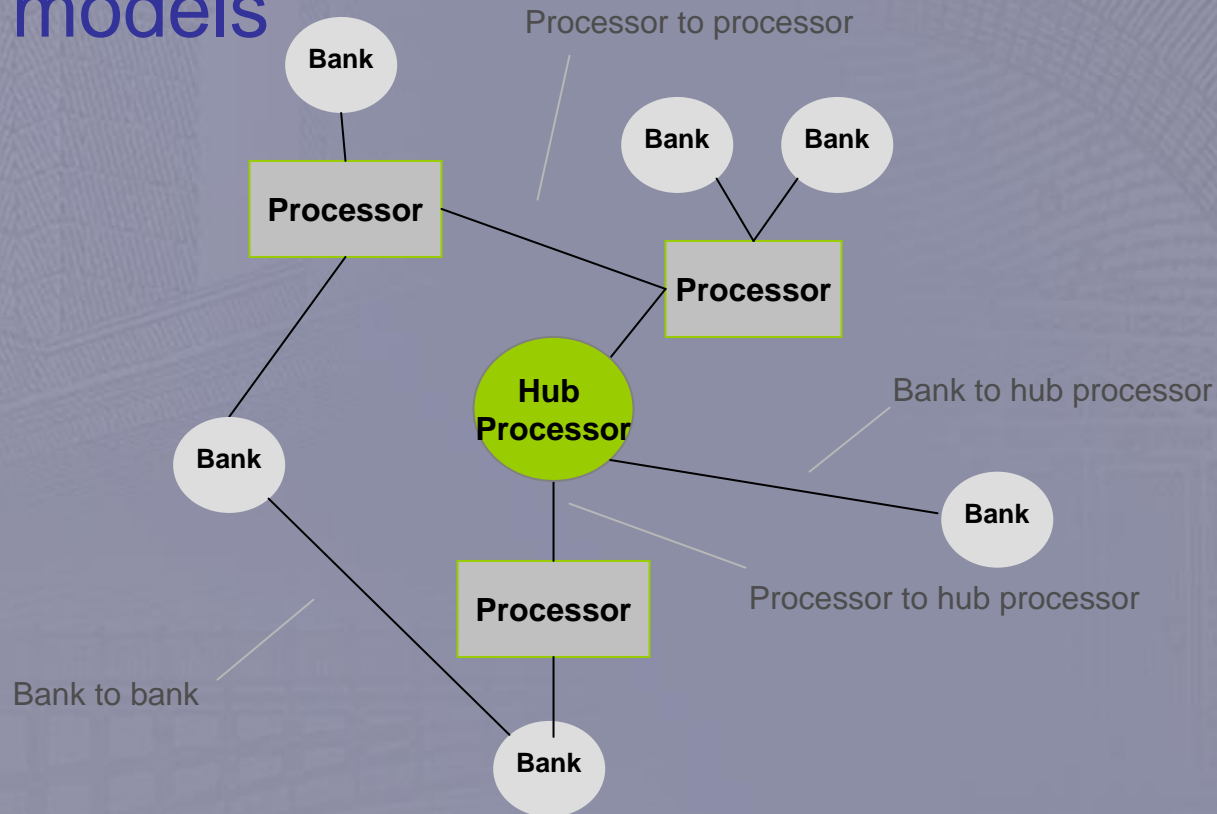 models
Processor to processor
Bank
Bank
Bank
Processor
Processor
Hub
Processor
Bank to hub processor
Bank
Bank
Processor
Processor to hub processor
Bank to bank
Bank